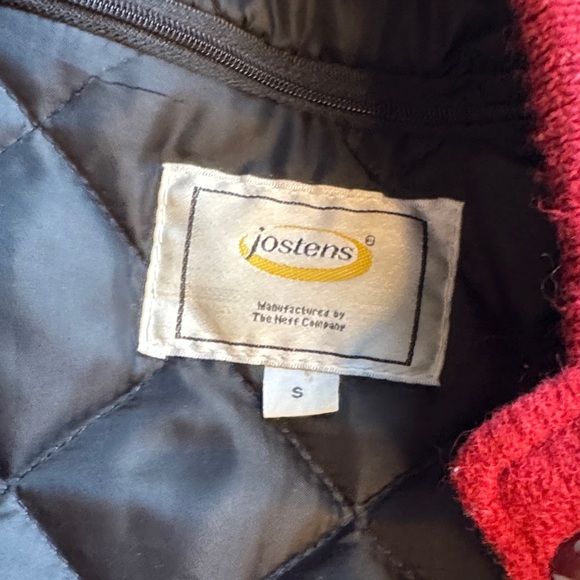 jostens®
Manufactured by
The Neff Company
S